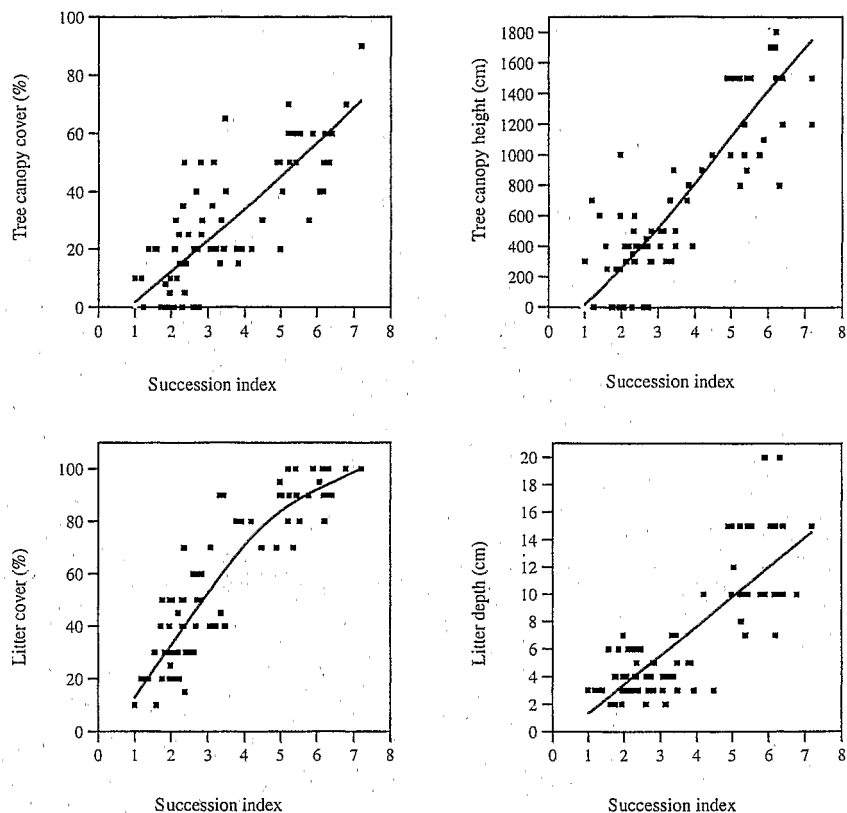 Tree canopy cover (%)
100
80
60
40
20
0
0 1 2 3 4 5 6 7 8
Succession index
Tree canopy height (cm)
1800
1600
1400
1200
1000
800
600
400
200
0
0 1 2 3 4 5 6 7 8
Succession index
Litter cover (%)
100
80
60
40
20
0
0 1 2 3 4 5 6 7 8
Succession index
Litter depth (cm)
20
18
16
14
12
10
8
6
4
2
0
0 1 2 3 4 5 6 7 8
Succession index